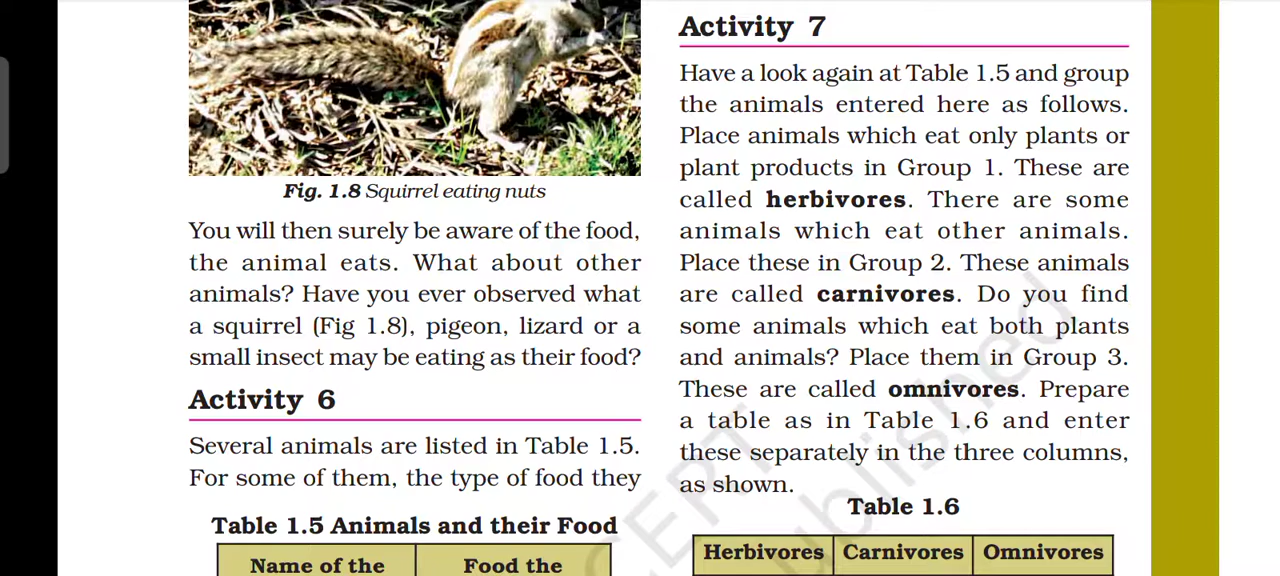 Fig. 1.8 Squirrel eating nuts
You will then surely be aware of the food,
the animal eats. What about other
animals? Have you ever observed what
a squirrel (Fig 1.8), pigeon, lizard or a
small insect may be eating as their food?
Activity 6
Several animals are listed in Table 1.5.
For some of them, the type of food they
Table 1.5 Animals and their Food
Name of the
Food the
Activity 7
Have a look again at Table 1.5 and group
the animals entered here as follows.
Place animals which eat only plants or
plant products in Group 1. These are
called herbivores. There are some
animals which eat other animals.
Place these in Group 2. These animals
are called carnivores. Do you find
some animals which eat both plants
and animals? Place them in Group 3.
These are called omnivores. Prepare
a table as in Table 1.6 and enter
these separately in the three columns,
as shown.
Table 1.6
Herbivores Carnivores Omnivores